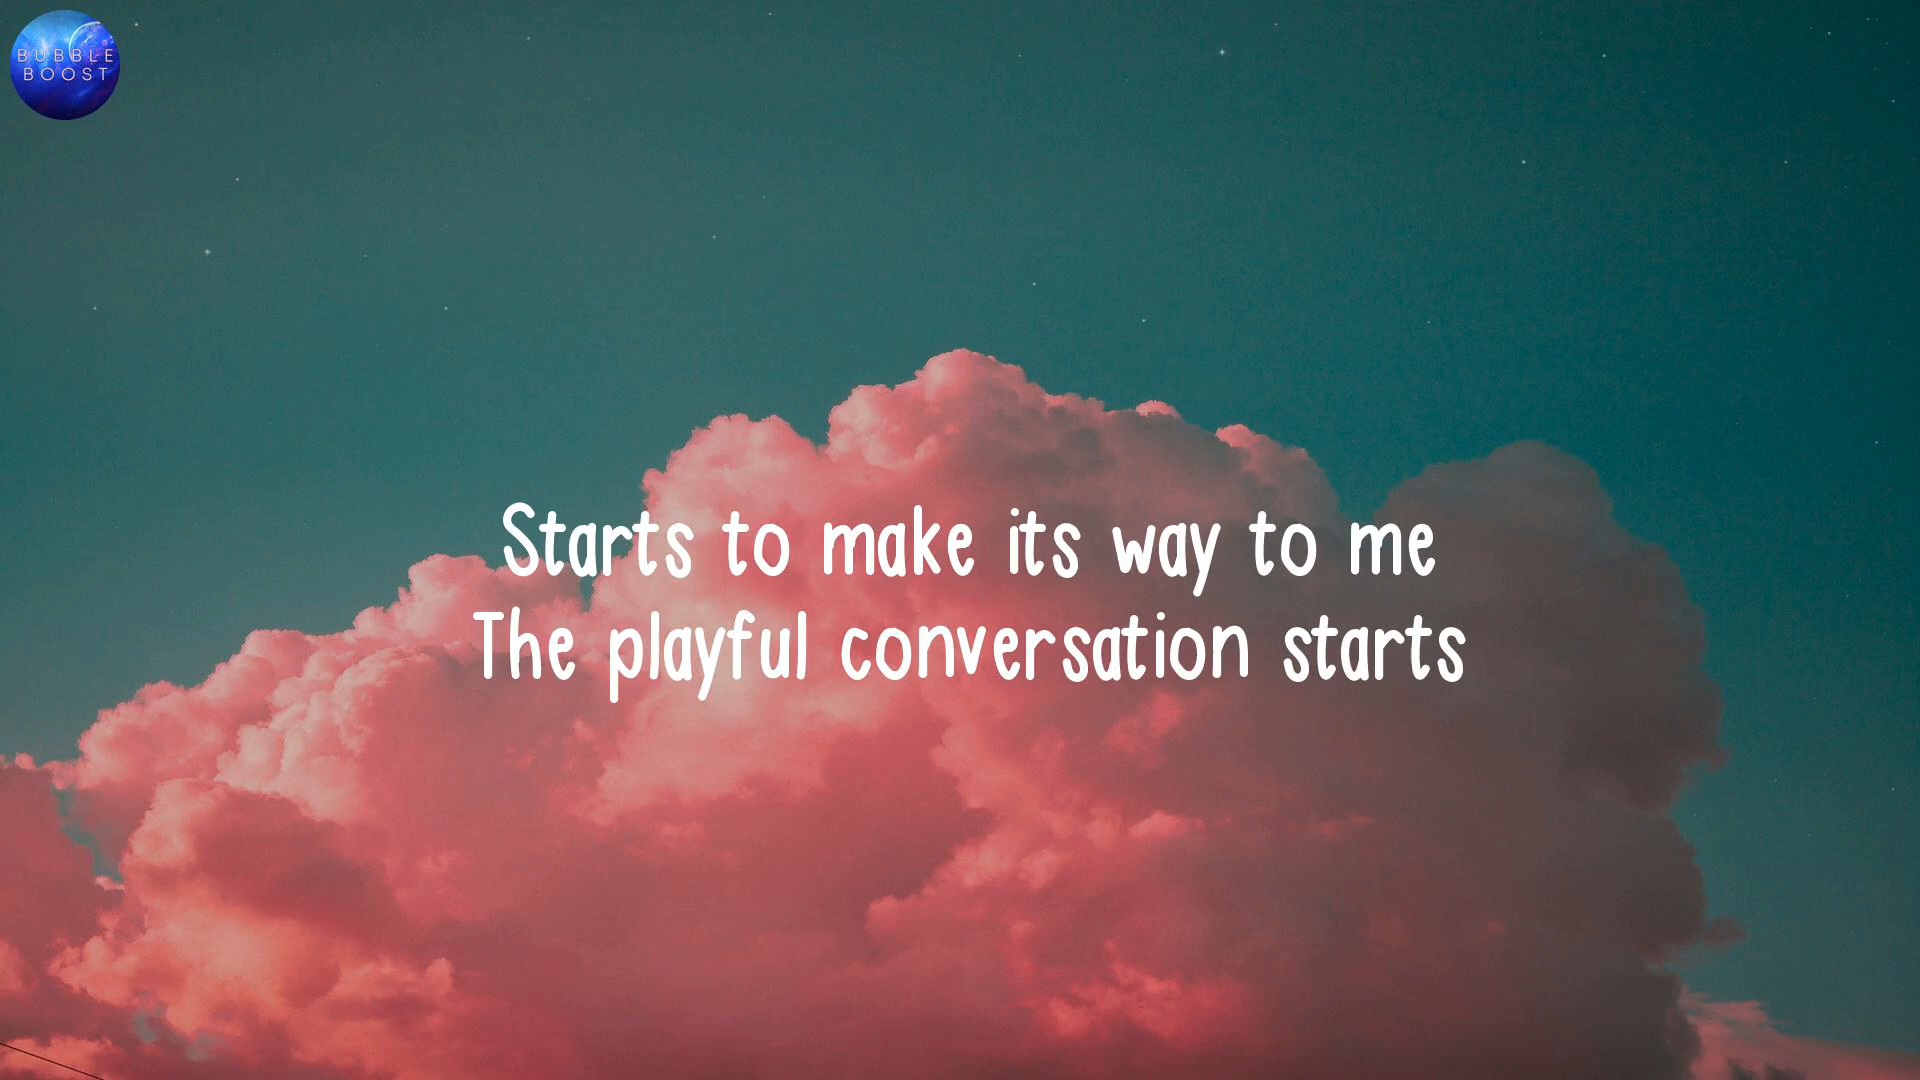 BUBBLE
BOOST
Starts to make its way to me
The playful conversation starts